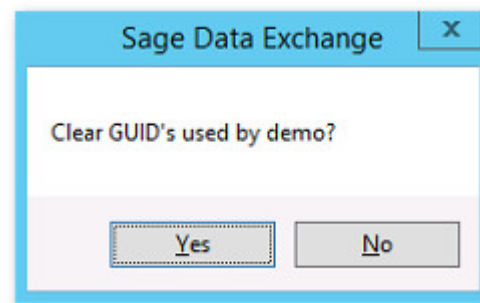 Sage Data Exchange
x
Clear GUID's used by demo?
Yes No